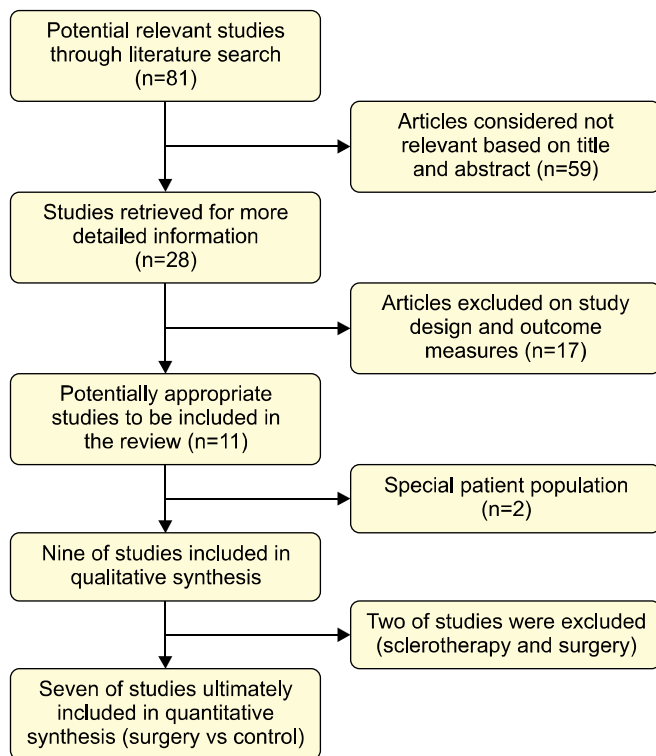 Potential relevant studies
through literature search
(n=81)
Articles considered not
relevant based on title
and abstract (n=59)
Studies retrieved for more
detailed information
(n=28)
Articles excluded on study
design and outcome
measures (n=17)
Potentially appropriate
studies to be included in
the review (n=11)
Special patient population
(n=2)
Nine of studies included in
qualitative synthesis
Two of studies were excluded
(sclerotherapy and surgery)
Seven of studies ultimately
included in quantitative
synthesis (surgery vs control)